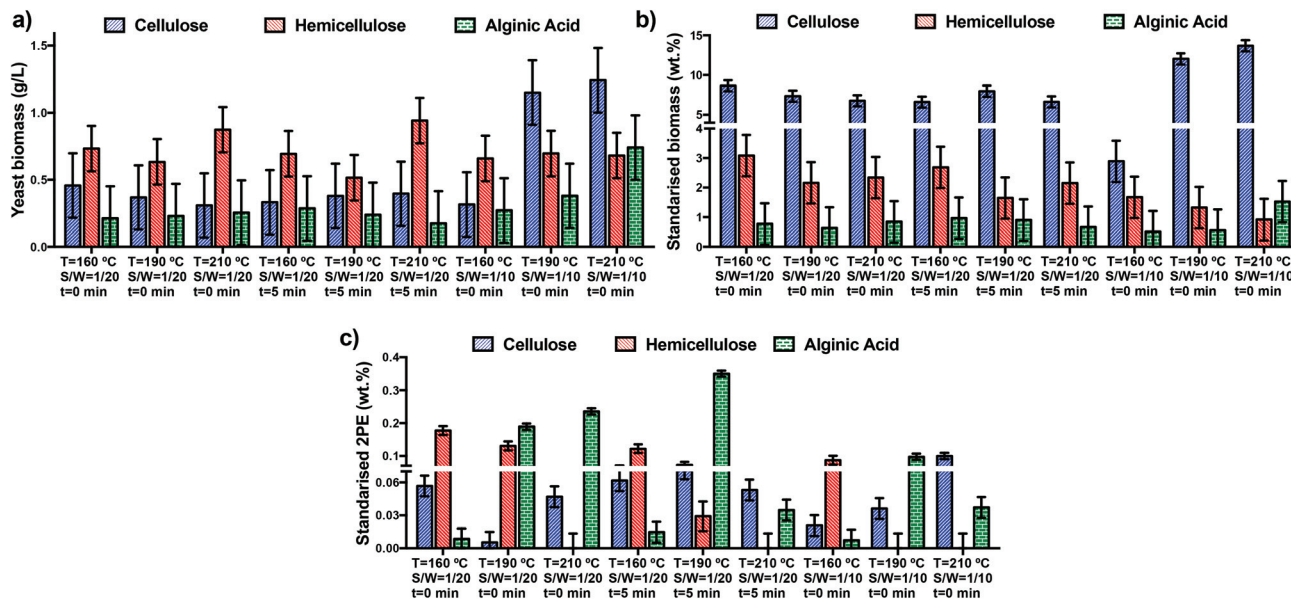 a)
Cellulose Hemicellulose Alginic Acid
Yeast biomass (g/L)
1.5
1.0
0.5
0.0
T=160 ºC T=190 ºC T=210 ºC T=160 ºC T=190 ºC T=210 ºC T=160 ºC T=190 ºC T=210 ºC
S/W=1/20 S/W=1/20 S/W=1/20 S/W=1/20 S/W=1/20 S/W=1/20 S/W=1/10 S/W=1/10 S/W=1/10
t=0 min t=0 min t=0 min t=5 min t=5 min t=5 min t=0 min t=0 min t=0 min
b)
Cellulose Hemicellulose Alginic Acid
Standarised biomass (wt.%)
15
10
5
4
3
2
1
0
T=160 ºC T=190 ºC T=210 ºC T=160 ºC T=190 ºC T=210 ºC T=160 ºC T=190 ºC T=210 ºC
S/W=1/20 S/W=1/20 S/W=1/20 S/W=1/20 S/W=1/20 S/W=1/20 S/W=1/10 S/W=1/10 S/W=1/10
t=0 min t=0 min t=0 min t=5 min t=5 min t=5 min t=0 min t=0 min t=0 min
c)
Cellulose Hemicellulose Alginic Acid
Standarised 2PE (wt.%)
0.4
0.3
0.2
0.1
0.06
0.03
0.00
T=160 ºC T=190 ºC T=210 ºC T=160 ºC T=190 ºC T=210 ºC T=160 ºC T=190 ºC T=210 ºC
S/W=1/20 S/W=1/20 S/W=1/20 S/W=1/20 S/W=1/20 S/W=1/20 S/W=1/10 S/W=1/10 S/W=1/10
t=0 min t=0 min t=0 min t=5 min t=5 min t=5 min t=0 min t=0 min t=0 min